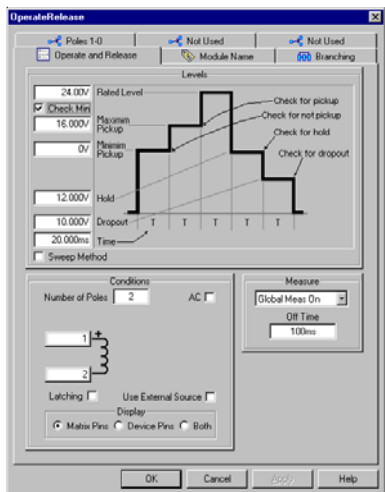 OperateRelease
Poles 1-0
Not Used
Not Used
Operate and Release
Module Name
Branching
Levels
24.00V Rated Level
Check Min
16.000V Maximm Pickup
0V Minimm Pickup
12.000V Hold
10.000V Dropout
20.000ms Time
Check for pickup
Check for not pickup
Check for hold
Check for dropout
T T T T T
Sweep Method
Conditions
Number of Poles 2 AC
1
+
2
Latching Use External Source
Display
Matrix Pins Device Pins Both
Measure
Global Meas On
Off Time
100ms
OK Cancel Apply Help